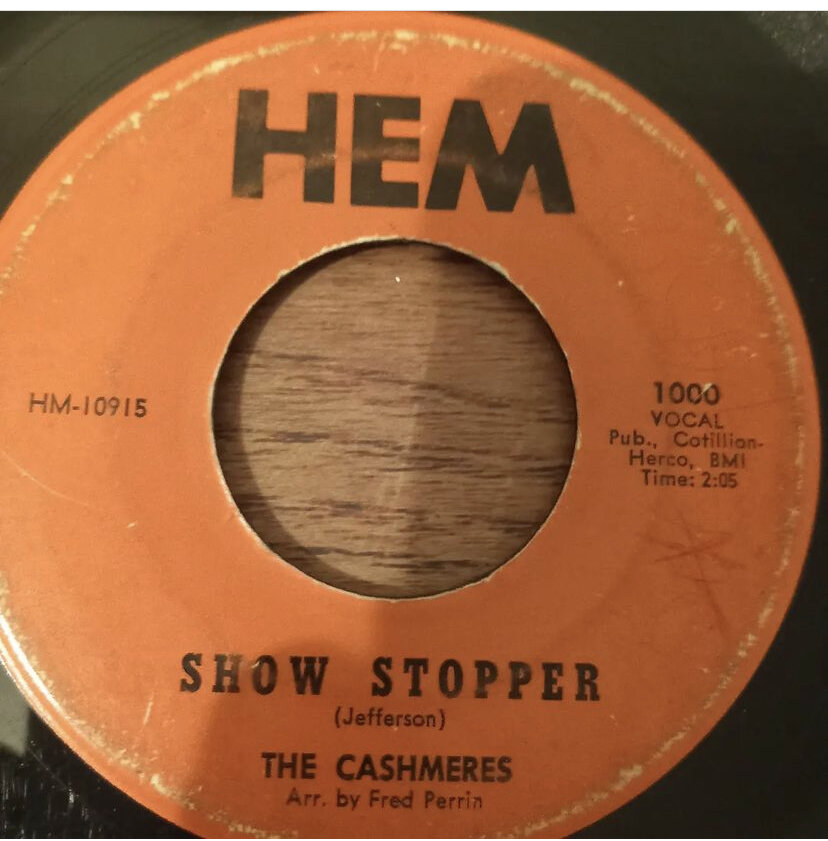 HEM
HM-10915
1000
VOCAL
Pub., Cotillion-
Herco, BMI
Time: 2:05
SHOW STOPPER
(Jefferson)
THE CASHMERES
Arr. by Fred Perrin